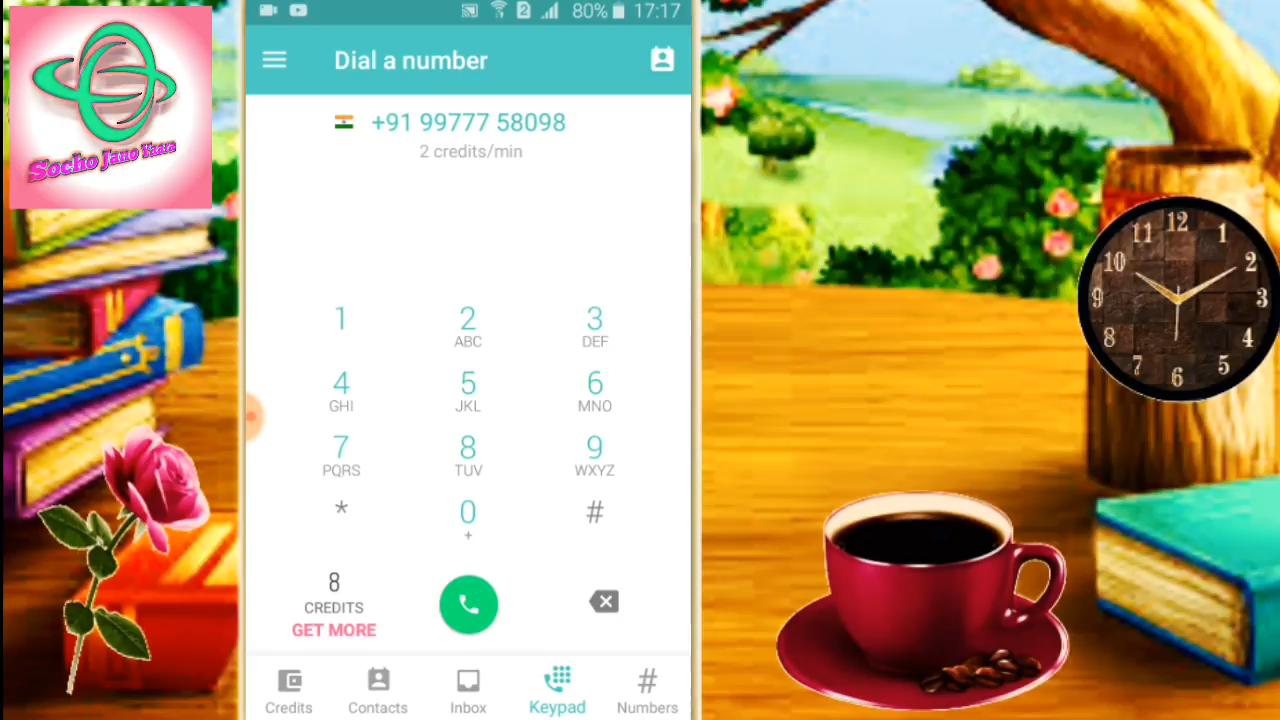 Socho Jano Yaara
2 80% 17:17
Dial a number
+91 99777 58098
2 credits/min
1 2 3
ABC DEF
4 5 6
GHI JKL MNO
7 8 9
PQRS TUV WXYZ
* 0 #
+
8
CREDITS
GET MORE
Credits Contacts Inbox Keypad Numbers
12
11 1
10 2
9 3
8 4
7 5
6